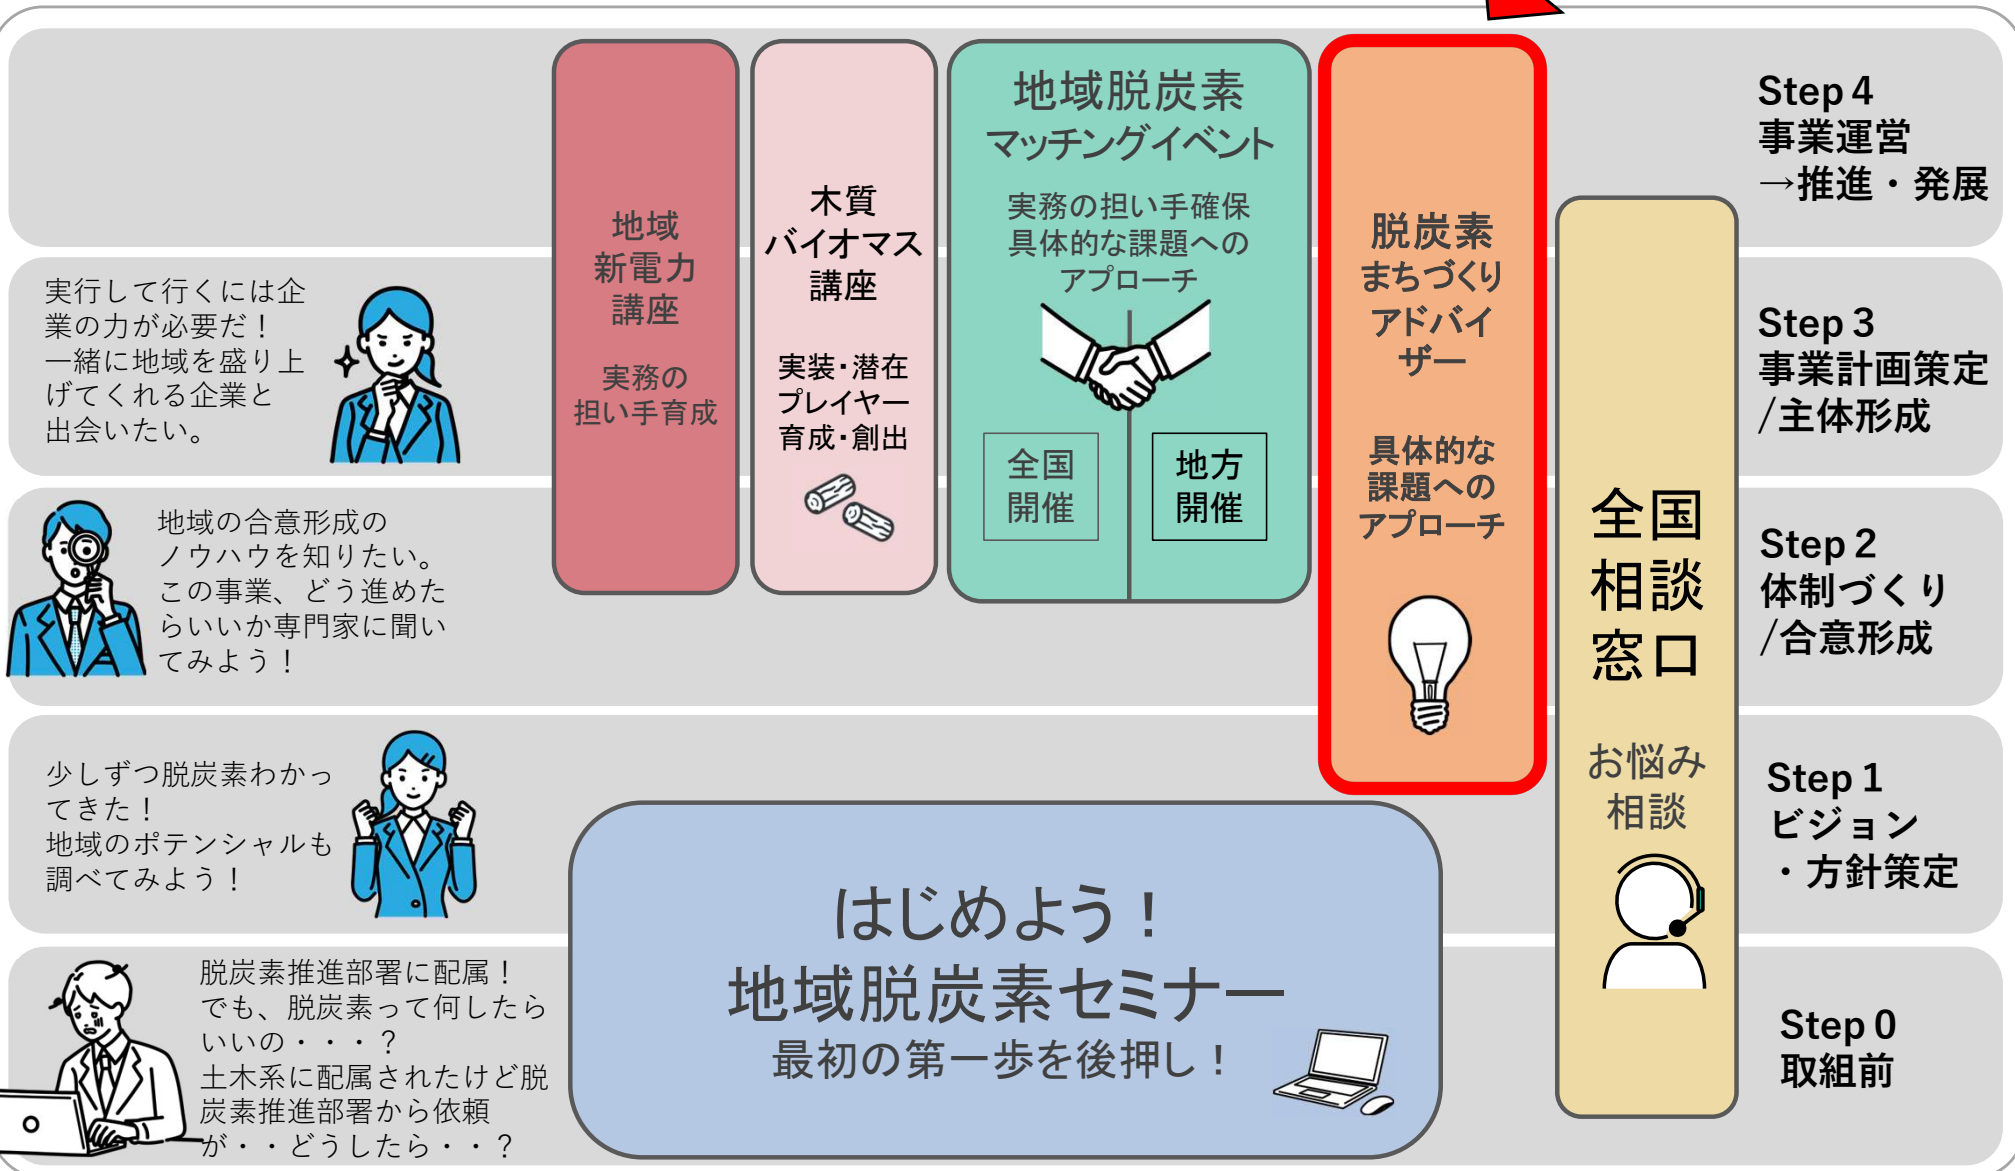 地域
新電力
講座
実務の
担い手育成
木質
バイオマス
講座
実装・潜在
プレイヤー
育成・創出
地域脱炭素
マッチングイベント
実務の担い手確保
具体的な課題への
アプローチ
全国
開催
地方
開催
脱炭素
まちづくり
アドバイ
ザー
具体的な
課題への
アプローチ
全国
相談
窓口
お悩み
相談
Step 4
事業運営
→推進・発展
実行して行くには企
業の力が必要だ！
一緒に地域を盛り上
げてくれる企業と
出会いたい。
Step 3
事業計画策定
/主体形成
地域の合意形成の
ノウハウを知りたい。
この事業、どう進めた
らいいか専門家に聞い
てみよう！
Step 2
体制づくり
/合意形成
少しずつ脱炭素わかっ
てきた！
地域のポテンシャルも
調べてみよう！
Step 1
ビジョン
・方針策定
はじめよう！
地域脱炭素セミナー
最初の第一歩を後押し！
脱炭素推進部署に配属！
でも、脱炭素って何したら
いいの・・・？
土木系に配属されたけど脱
炭素推進部署から依頼
が・・どうしたら・・？
Step 0
取組前